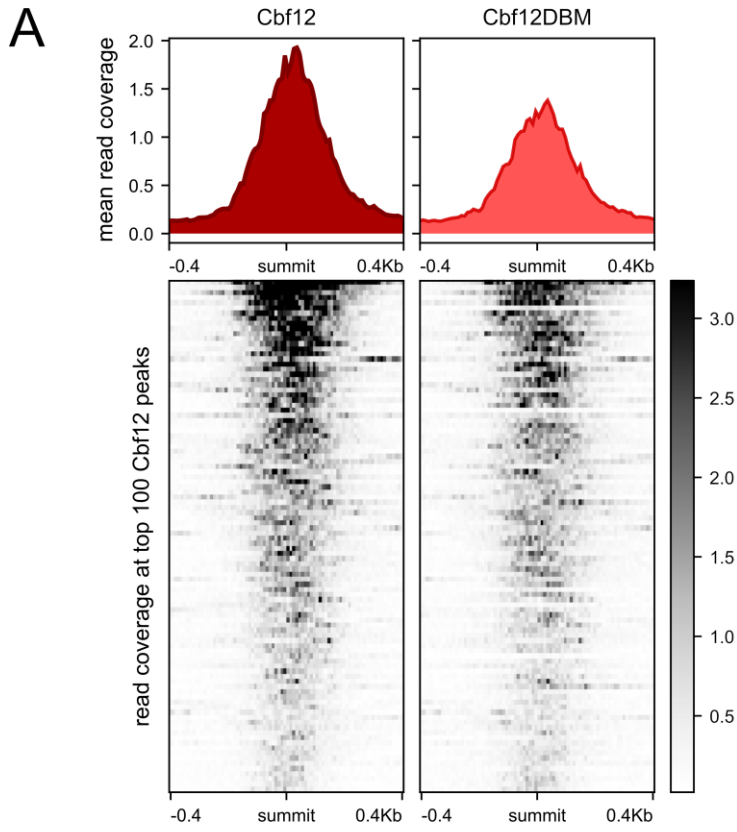 A
Cbf12
Cbf12DBM
mean read coverage
2.0
1.5
1.0
0.5
0.0
-0.4 summit 0.4Kb
-0.4 summit 0.4Kb
read coverage at top 100 Cbf12 peaks
3.0
2.5
2.0
1.5
1.0
0.5
-0.4 summit 0.4Kb
-0.4 summit 0.4Kb